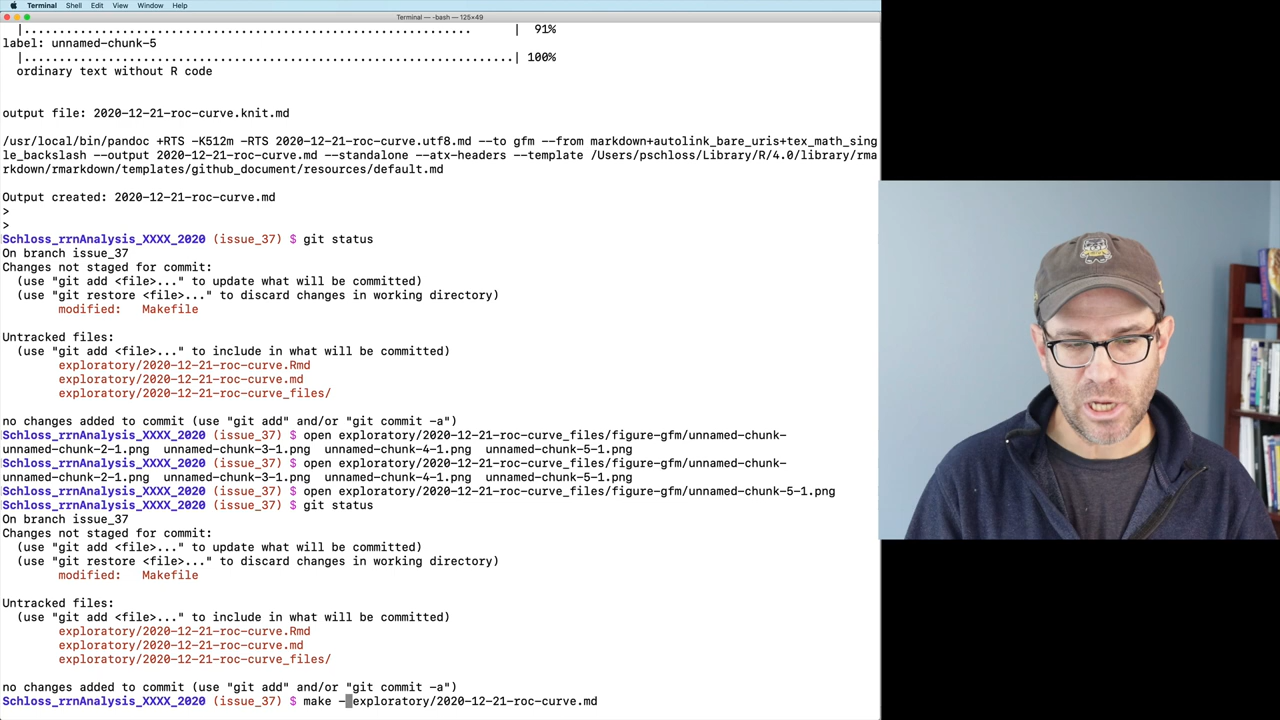 Terminal Shell Edit View Window Help
Terminal — -bash — 125×49
|................................................................. | 91%
label: unnamed-chunk-5
|......................................................................| 100%
ordinary text without R code
output file: 2020-12-21-roc-curve.knit.md
/usr/local/bin/pandoc +RTS -K512m -RTS 2020-12-21-roc-curve.utf8.md --to gfm --from markdown+autolink_bare_uris+tex_math_sing
le_backslash --output 2020-12-21-roc-curve.md --standalone --atx-headers --template /Users/pschloss/Library/R/4.0/library/rma
rkdown/rmarkdown/templates/github_document/resources/default.md
Output created: 2020-12-21-roc-curve.md
>
>
Schloss_rrnAnalysis_XXXX_2020 (issue_37) $ git status
On branch issue_37
Changes not staged for commit:
(use "git add <file>..." to update what will be committed)
(use "git restore <file>..." to discard changes in working directory)
modified: Makefile
Untracked files:
(use "git add <file>..." to include in what will be committed)
exploratory/2020-12-21-roc-curve.Rmd
exploratory/2020-12-21-roc-curve.md
exploratory/2020-12-21-roc-curve_files/
no changes added to commit (use "git add" and/or "git commit -a")
Schloss_rrnAnalysis_XXXX_2020 (issue_37) $ open exploratory/2020-12-21-roc-curve_files/figure-gfm/unnamed-chunk-
unnamed-chunk-2-1.png unnamed-chunk-3-1.png unnamed-chunk-4-1.png unnamed-chunk-5-1.png
Schloss_rrnAnalysis_XXXX_2020 (issue_37) $ open exploratory/2020-12-21-roc-curve_files/figure-gfm/unnamed-chunk-
unnamed-chunk-2-1.png unnamed-chunk-3-1.png unnamed-chunk-4-1.png unnamed-chunk-5-1.png
Schloss_rrnAnalysis_XXXX_2020 (issue_37) $ open exploratory/2020-12-21-roc-curve_files/figure-gfm/unnamed-chunk-5-1.png
Schloss_rrnAnalysis_XXXX_2020 (issue_37) $ git status
On branch issue_37
Changes not staged for commit:
(use "git add <file>..." to update what will be committed)
(use "git restore <file>..." to discard changes in working directory)
modified: Makefile
Untracked files:
(use "git add <file>..." to include in what will be committed)
exploratory/2020-12-21-roc-curve.Rmd
exploratory/2020-12-21-roc-curve.md
exploratory/2020-12-21-roc-curve_files/
no changes added to commit (use "git add" and/or "git commit -a")
Schloss_rrnAnalysis_XXXX_2020 (issue_37) $ make - exploratory/2020-12-21-roc-curve.md